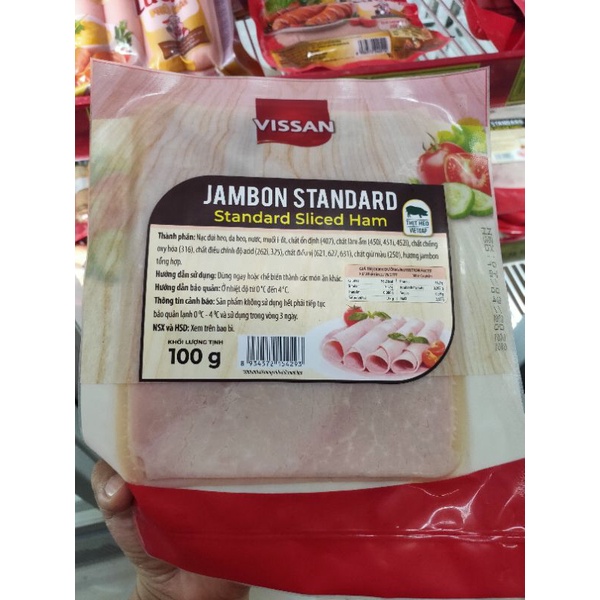 VISSAN
JAMBON STANDARD
Standard Sliced Ham
THỊT HEO
VIETGAP
Thành phần: Nạc đùi heo, da heo, nước, muối i ốt, chất ổn định (407), chất làm ẩm (450i, 451i, 452i), chất chống
oxy hóa (316), chất điều chỉnh độ acid (262i, 325), chất điều vị (621, 627, 631), chất giữ màu (250), hương jambon
tổng hợp.
Hướng dẫn sử dụng: Dùng ngay hoặc chế biến thành các món ăn khác.
Hướng dẫn bảo quản: Ở nhiệt độ từ 0°C đến 4°C.
Thông tin cảnh báo: Sản phẩm không sử dụng hết phải tiếp tục
bảo quản lạnh 0°C - 4°C và sử dụng trong vòng 3 ngày.
NSX và HSD: Xem trên bao bì.
KHỐI LƯỢNG TỊNH
100 g
8 934572 154293